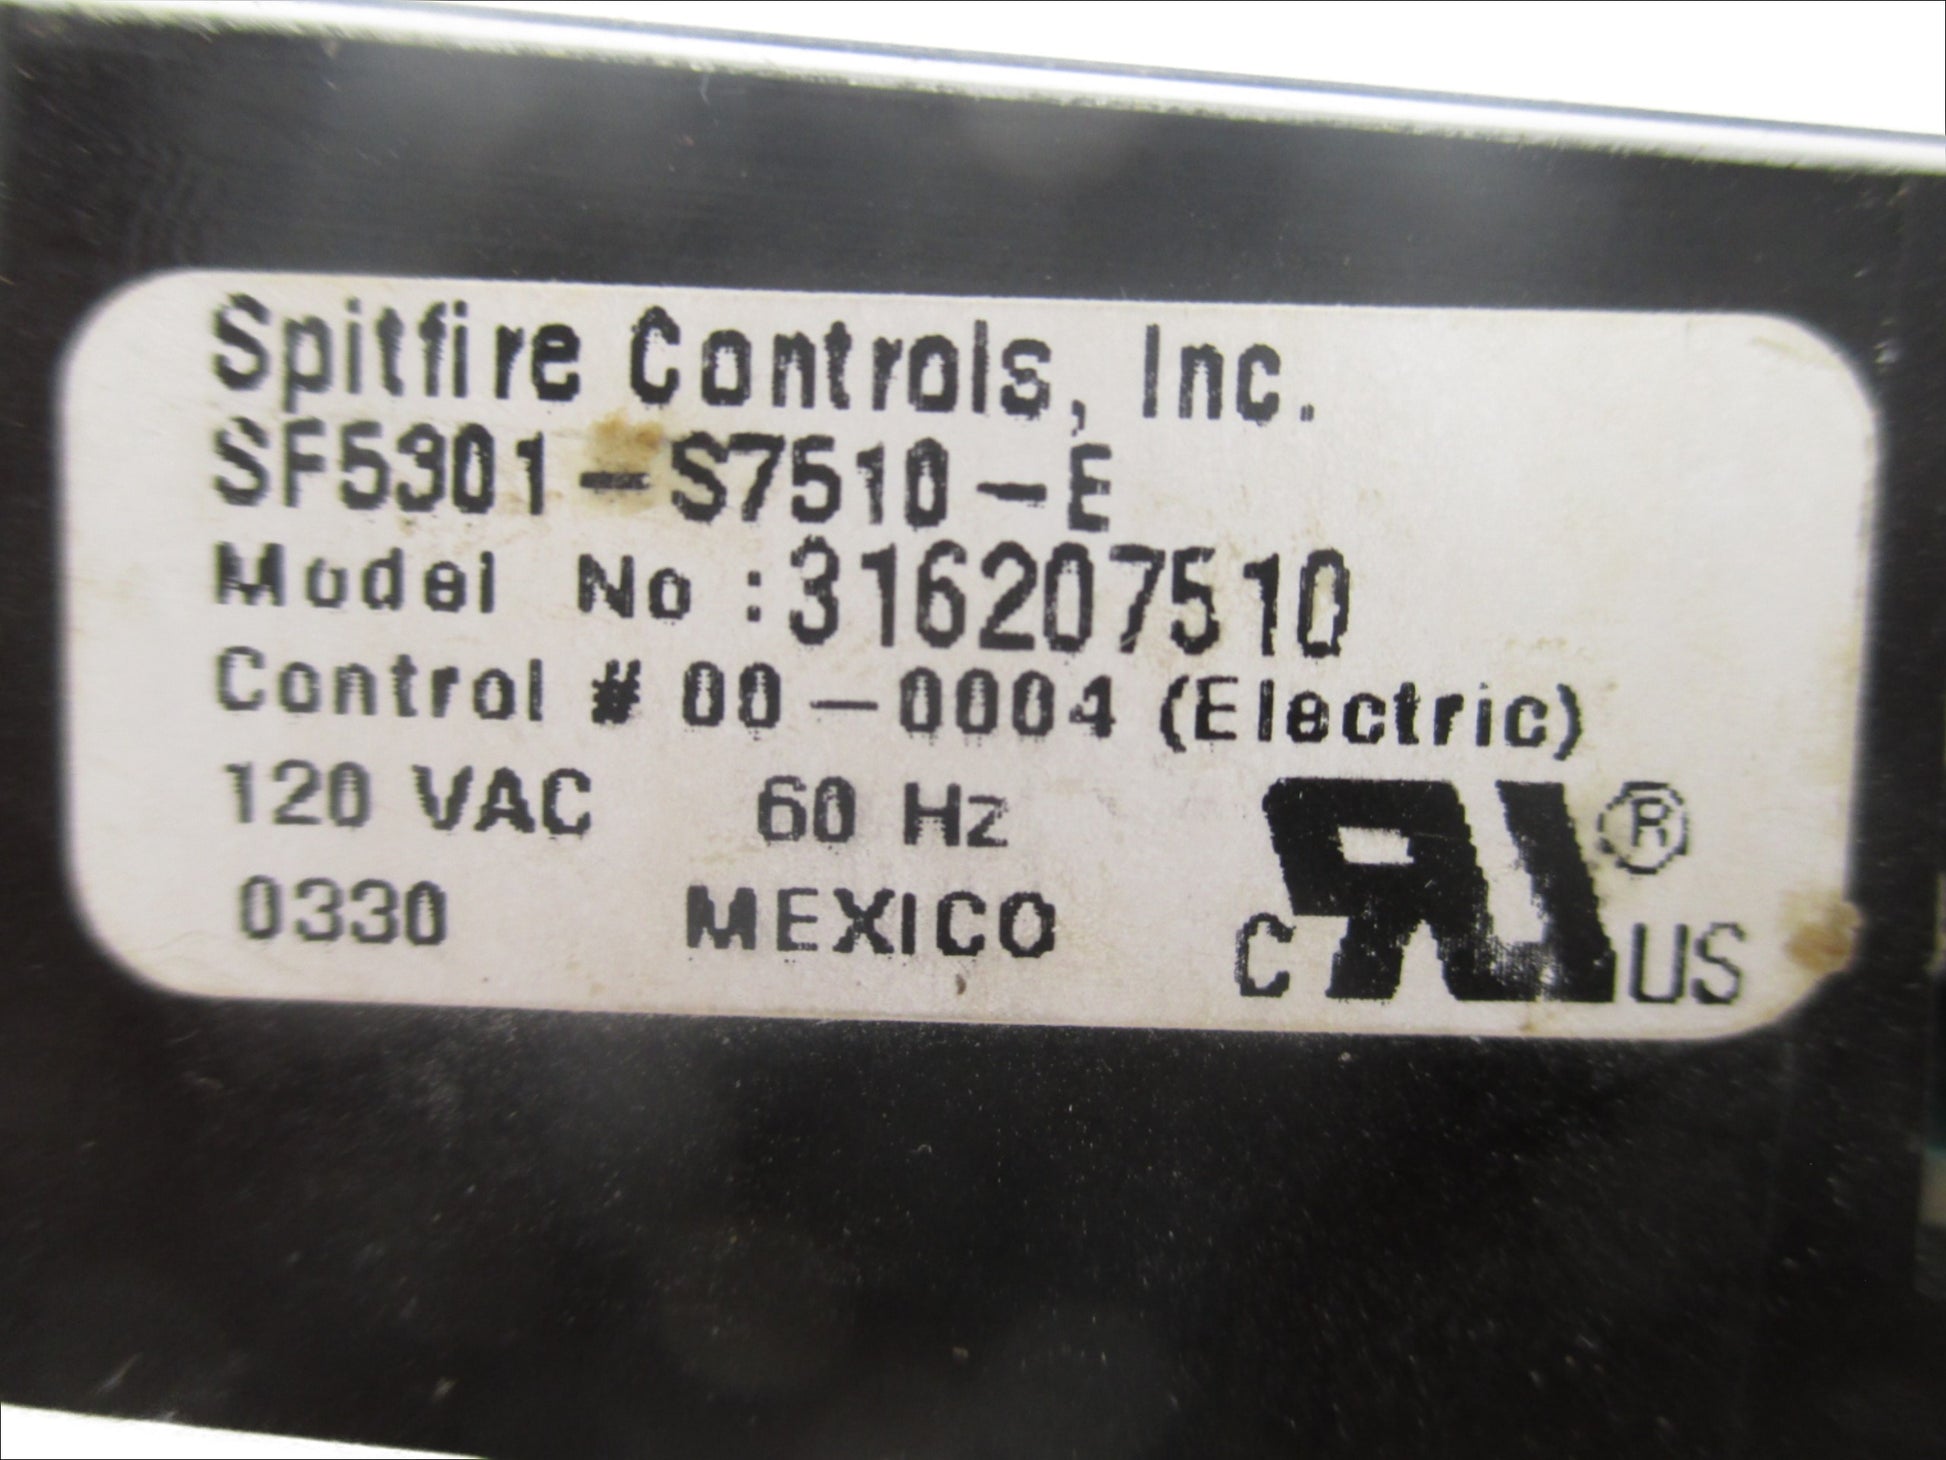 Spitfire Controls, Inc.
SF5301-S7510-E
Model No:316207510
Control # 00-0004 (Electric)
120 VAC 60 Hz
0330 MEXICO
C RU US ®